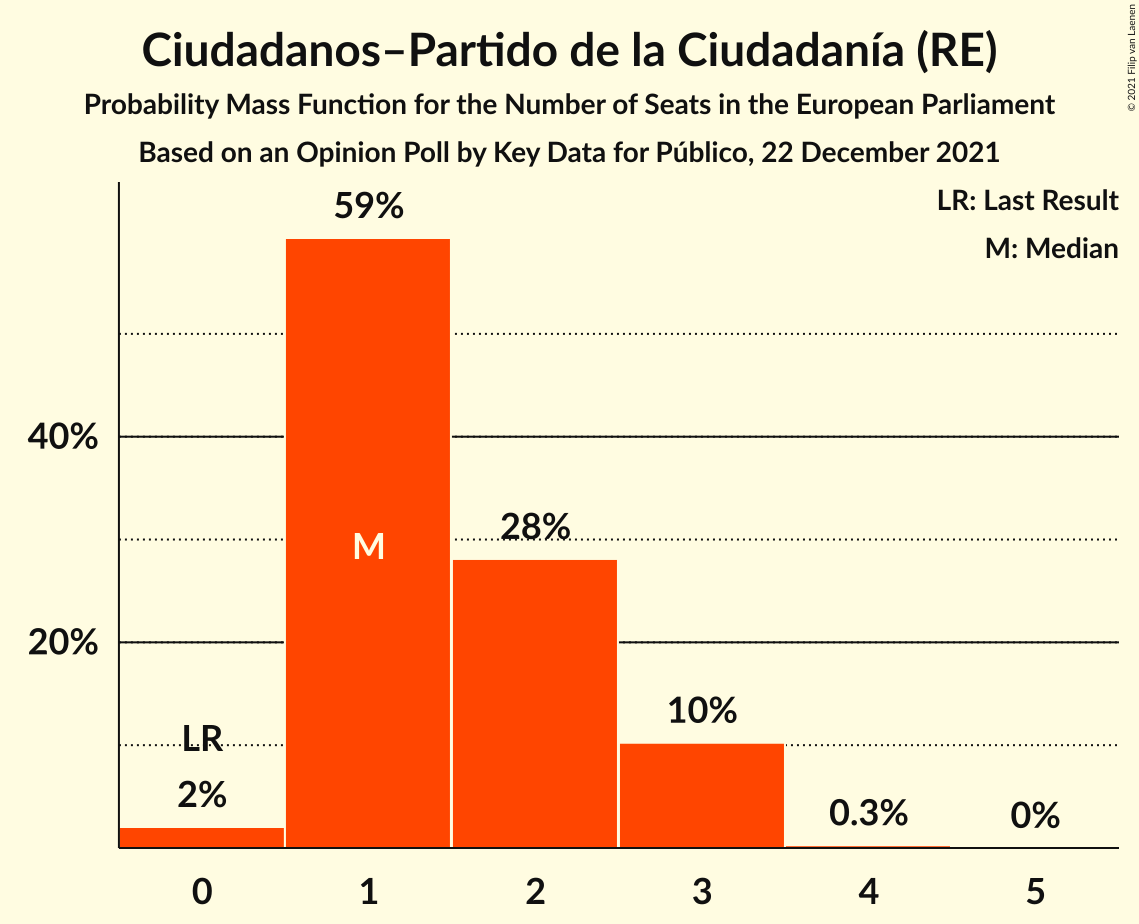 Ciudadanos–Partido de la Ciudadanía (RE)
Probability Mass Function for the Number of Seats in the European Parliament
Based on an Opinion Poll by Key Data for Público, 22 December 2021
© 2021 Filip van Laenen
LR: Last Result
M: Median
59%
40%
28%
M
20%
10%
LR
2%
0.3%
0%
0 1 2 3 4 5